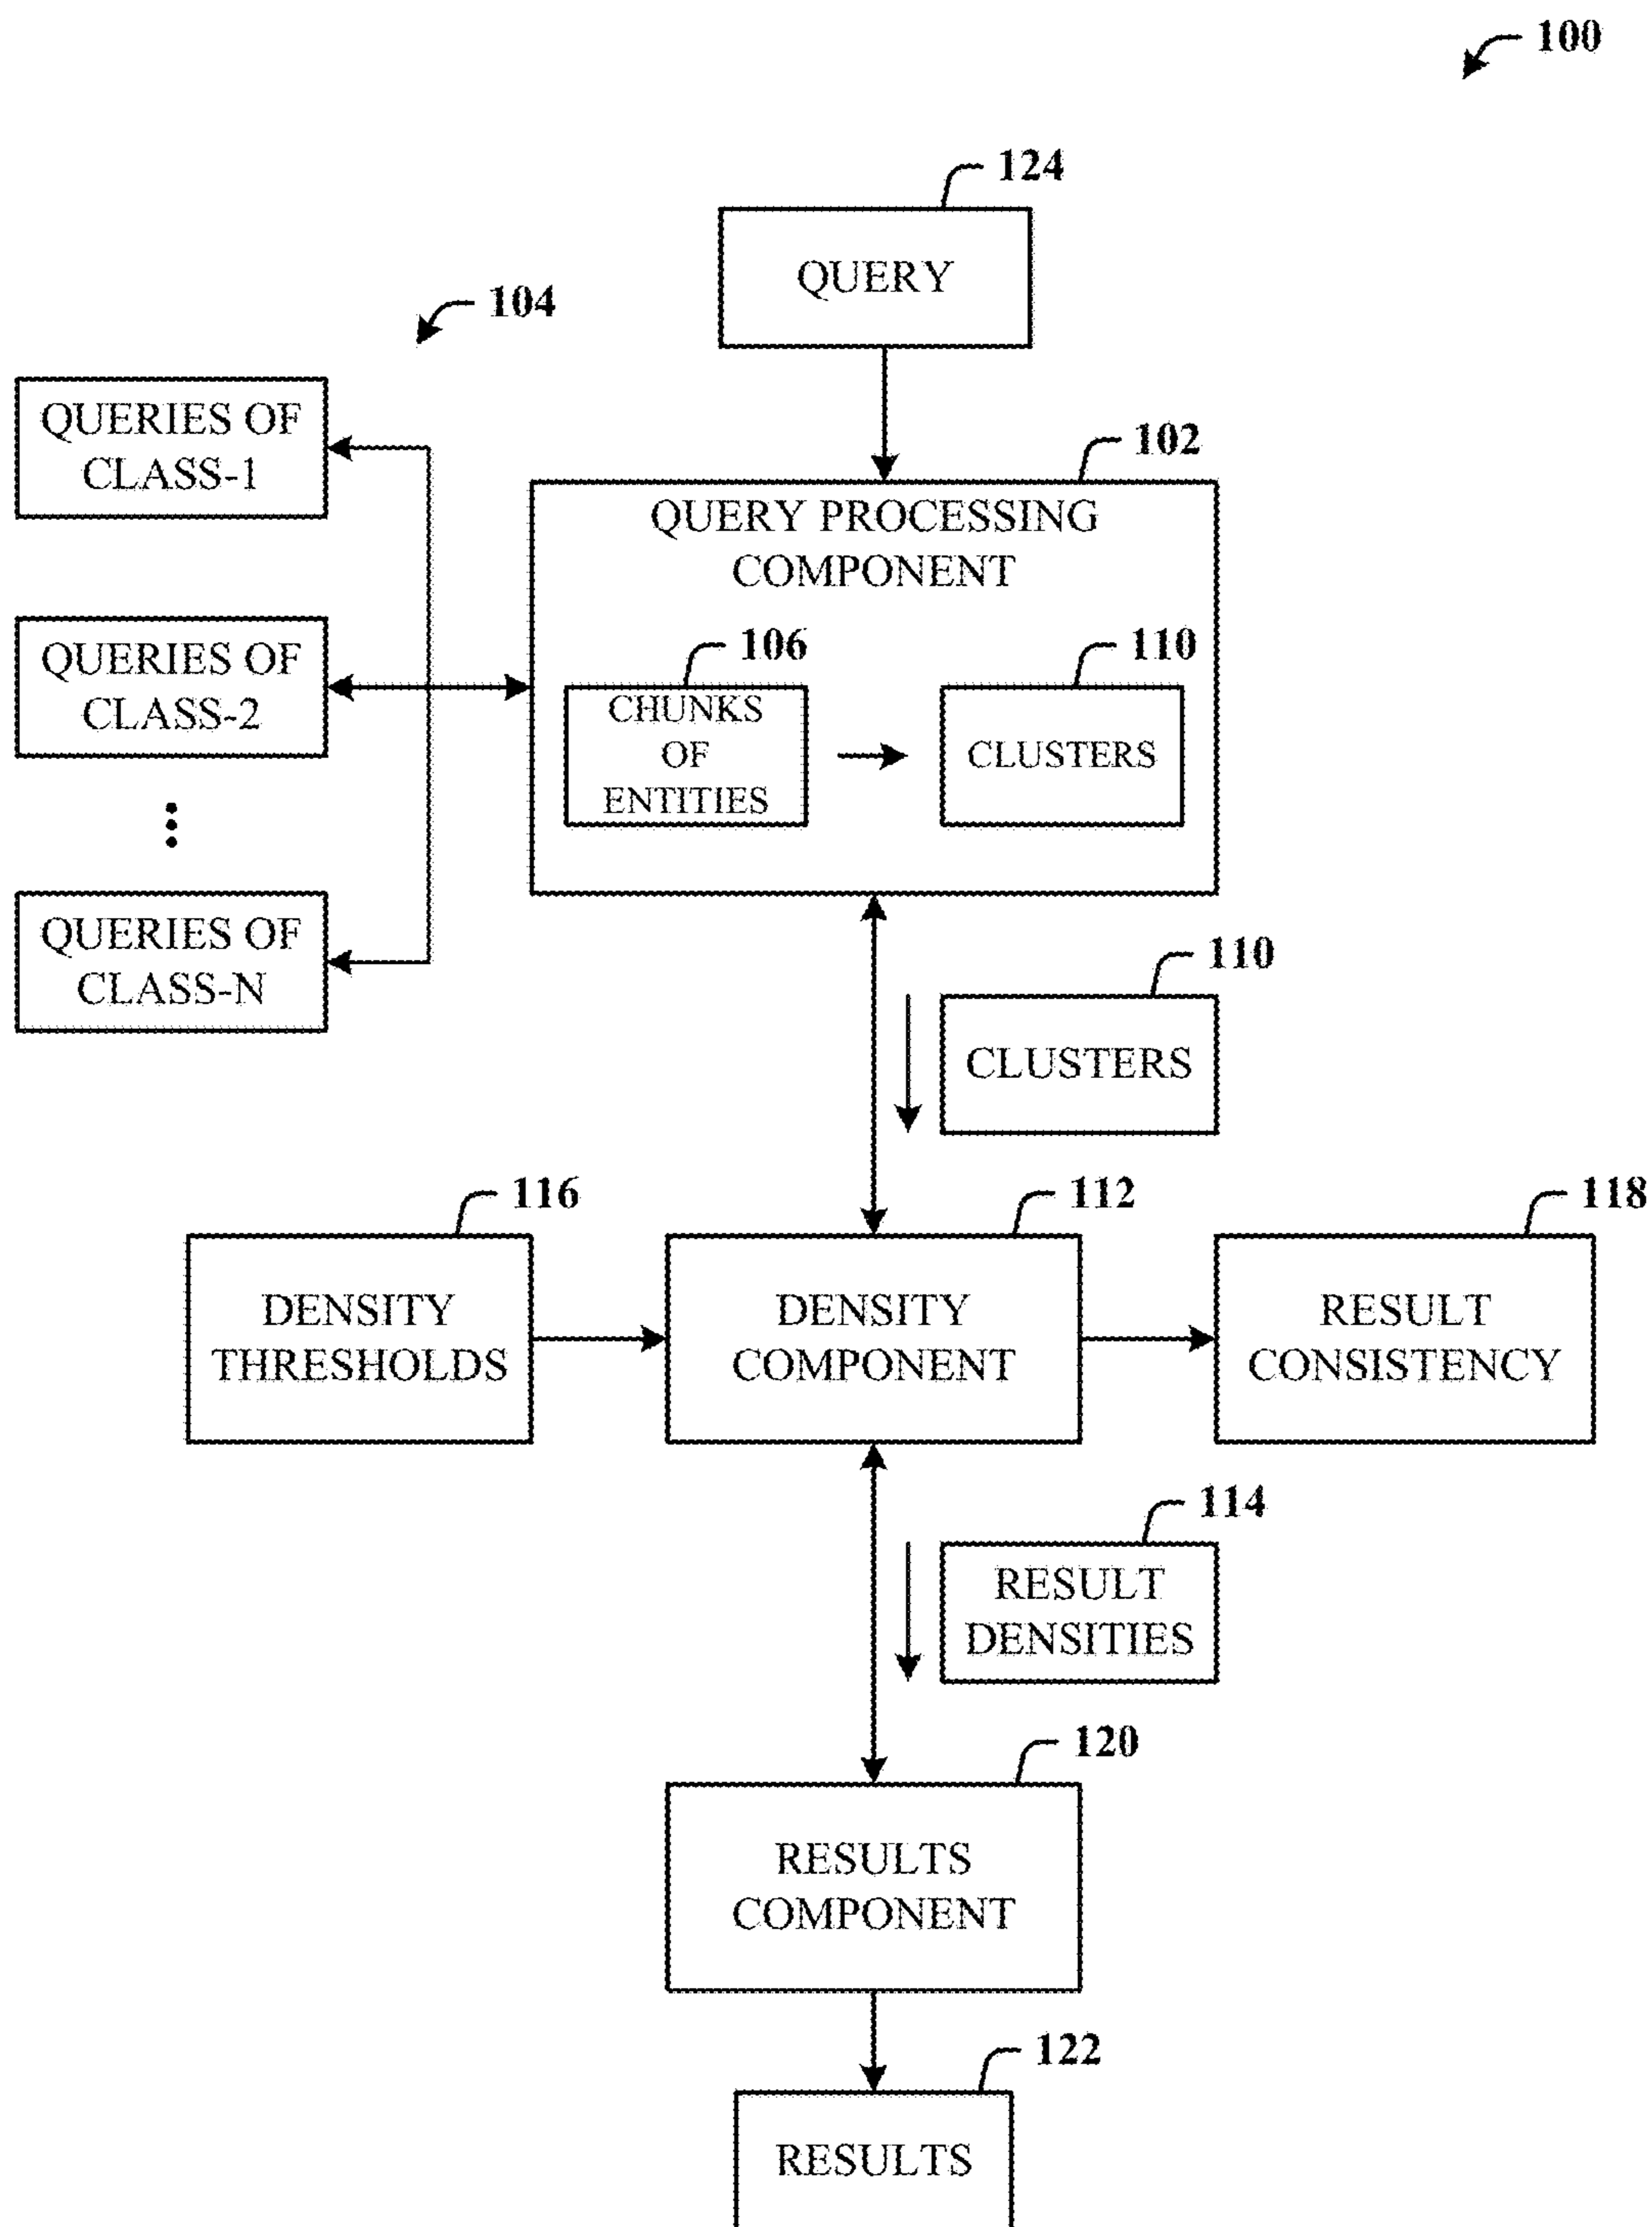 100
124
QUERY
104
QUERIES OF
CLASS-1
102
QUERY PROCESSING
COMPONENT
QUERIES OF
CLASS-2
106
CHUNKS
OF
ENTITIES
110
CLUSTERS
QUERIES OF
CLASS-N
110
CLUSTERS
116
DENSITY
THRESHOLDS
112
DENSITY
COMPONENT
118
RESULT
CONSISTENCY
114
RESULT
DENSITIES
120
RESULTS
COMPONENT
122
RESULTS